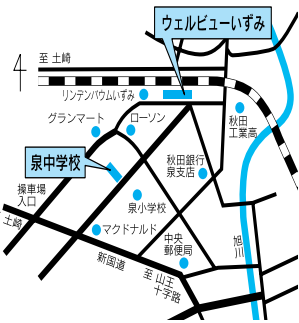 ウェルビューいずみ
至 土崎
リンデンバウムいずみ
グランマート
ローソン
秋田
工業高
泉中学校
秋田銀行
泉支店
操車場
入口
土崎
泉小学校
マクドナルド
中央
郵便局
旭
川
新国道
至 山王
十字路